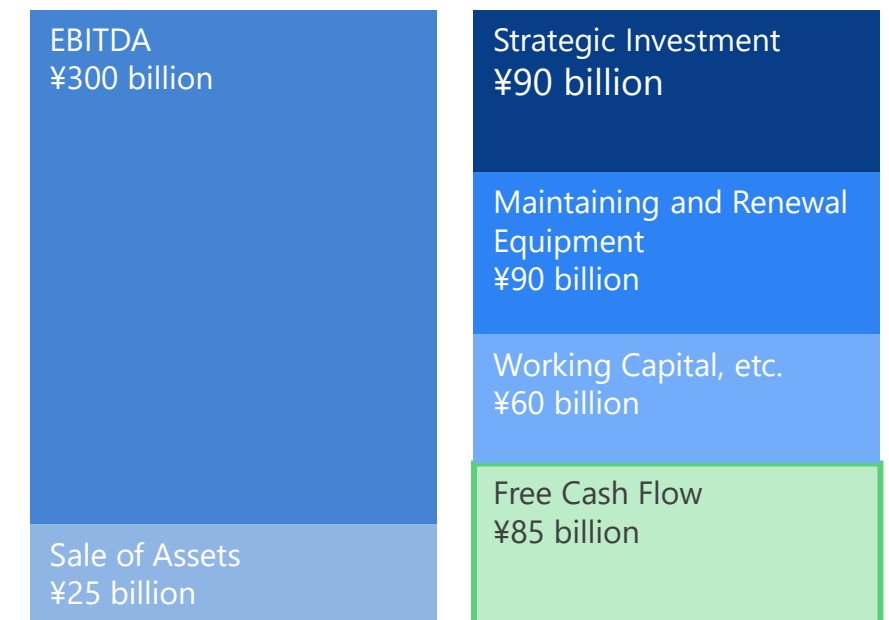 EBITDA
¥300 billion
Sale of Assets
¥25 billion
Strategic Investment
¥90 billion
Maintaining and Renewal
Equipment
¥90 billion
Working Capital, etc.
¥60 billion
Free Cash Flow
¥85 billion